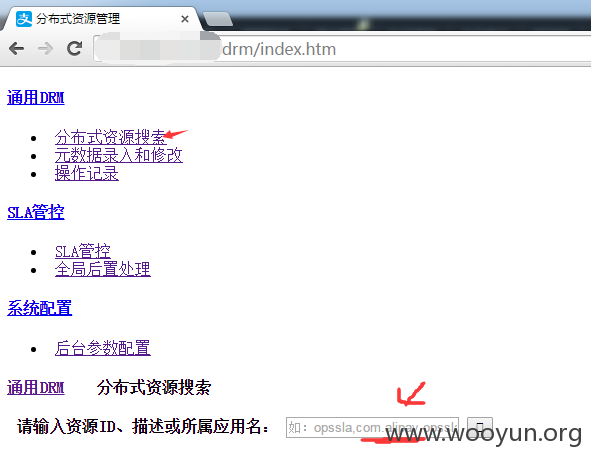 分布式资源管理
drm/index.htm
通用DRM
分布式资源搜索
元数据录入和修改
操作记录
SLA管控
SLA管控
全局后置处理
系统配置
后台参数配置
通用DRM 分布式资源搜索
请输入资源ID、描述或所属应用名： 如：opssla,com.alipay.opssk
www.wooyun.org